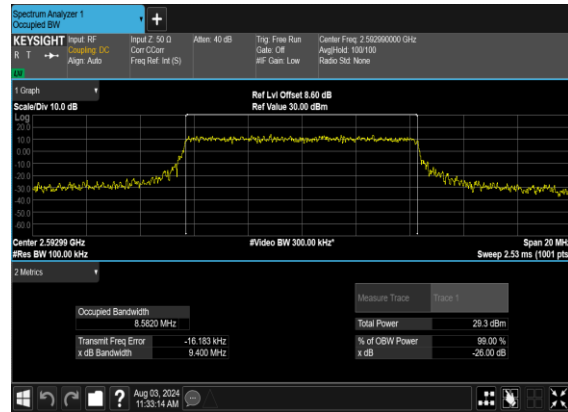 Spectrum Analyzer 1
Occupied BW
+
KEYSIGHT Input: RF Input Z: 50 Ω Atten: 40 dB Trig: Free Run Center Freq: 2.592990000 GHz
R T Coupling: DC Corr CCorr Gate: Off Avg|Hold: 100/100
Align: Auto Freq Ref: Int (S) #IF Gain: Low Radio Std: None
1 Graph
Ref Lvl Offset 8.60 dB
Scale/Div 10.0 dB Ref Value 30.00 dBm
Log
20.0
10.0
0.00
-10.0
-20.0
-30.0
-40.0
-50.0
-60.0
Center 2.59299 GHz #Video BW 300.00 kHz* Span 20 MHz
#Res BW 100.00 kHz Sweep 2.53 ms (1001 pts)
2 Metrics
Measure Trace Trace 1
Occupied Bandwidth
8.5820 MHz Total Power 29.3 dBm
Transmit Freq Error -16.183 kHz % of OBW Power 99.00 %
x dB Bandwidth 9.400 MHz x dB -26.00 dB
? Aug 03, 2024
11:33:14 AM